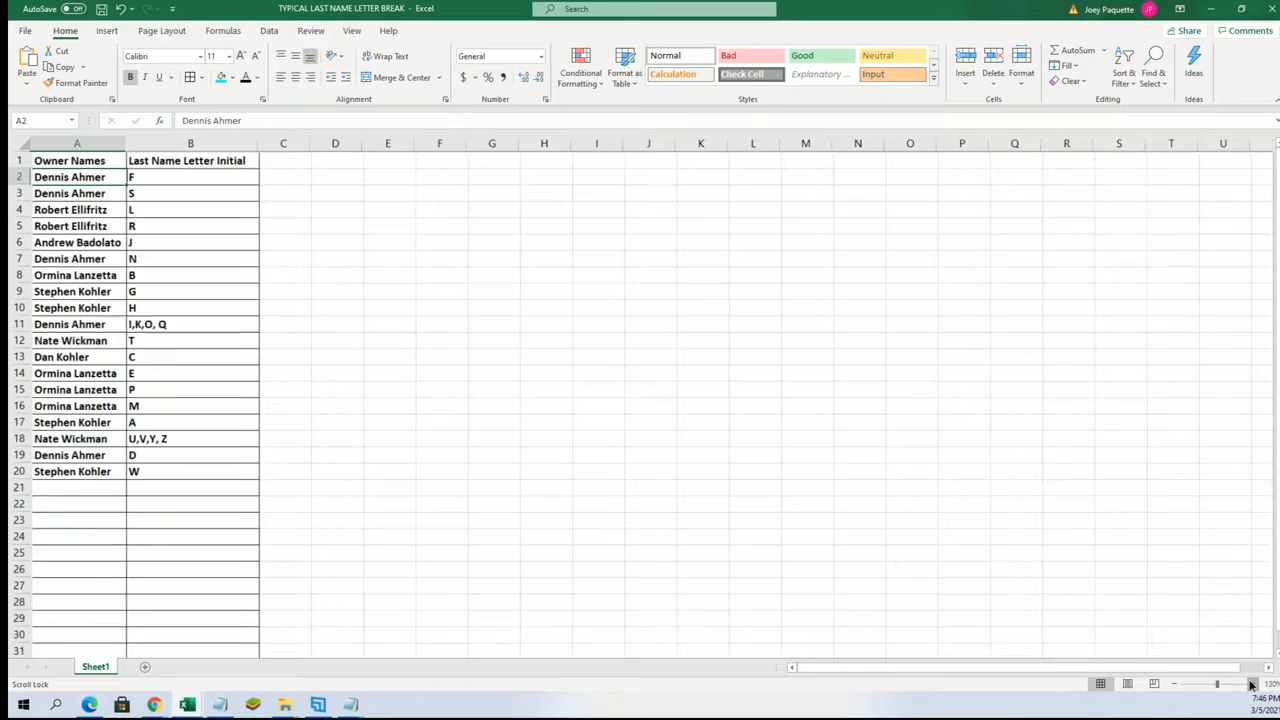 AutoSave Off TYPICAL LAST NAME LETTER BREAK - Excel Search Joey Paquette JP
File Home Insert Page Layout Formulas Data Review View Help Share Comments
Paste Cut Copy Format Painter Clipboard
Calibri 11 B I U A A A Font
Wrap Text Merge & Center Alignment
General $ % , Number
Conditional Formatting Format as Table
Normal Bad Good Neutral
Calculation Check Cell Explanatory ... Input
Styles
Insert Delete Format Cells
AutoSum Fill Clear Sort & Filter Find & Select Editing
Ideas Ideas
A2 fx Dennis Ahmer
A B C D E F G H I J K L M N O P Q R S T U
1 Owner Names Last Name Letter Initial
2 Dennis Ahmer F
3 Dennis Ahmer S
4 Robert Ellifritz L
5 Robert Ellifritz R
6 Andrew Badolato J
7 Dennis Ahmer N
8 Ormina Lanzetta B
9 Stephen Kohler G
10 Stephen Kohler H
11 Dennis Ahmer I,K,O, Q
12 Nate Wickman T
13 Dan Kohler C
14 Ormina Lanzetta E
15 Ormina Lanzetta P
16 Ormina Lanzetta M
17 Stephen Kohler A
18 Nate Wickman U,V,Y, Z
19 Dennis Ahmer D
20 Stephen Kohler W
21
22
23
24
25
26
27
28
29
30
31
Sheet1
Scroll Lock 130%
7:46 PM